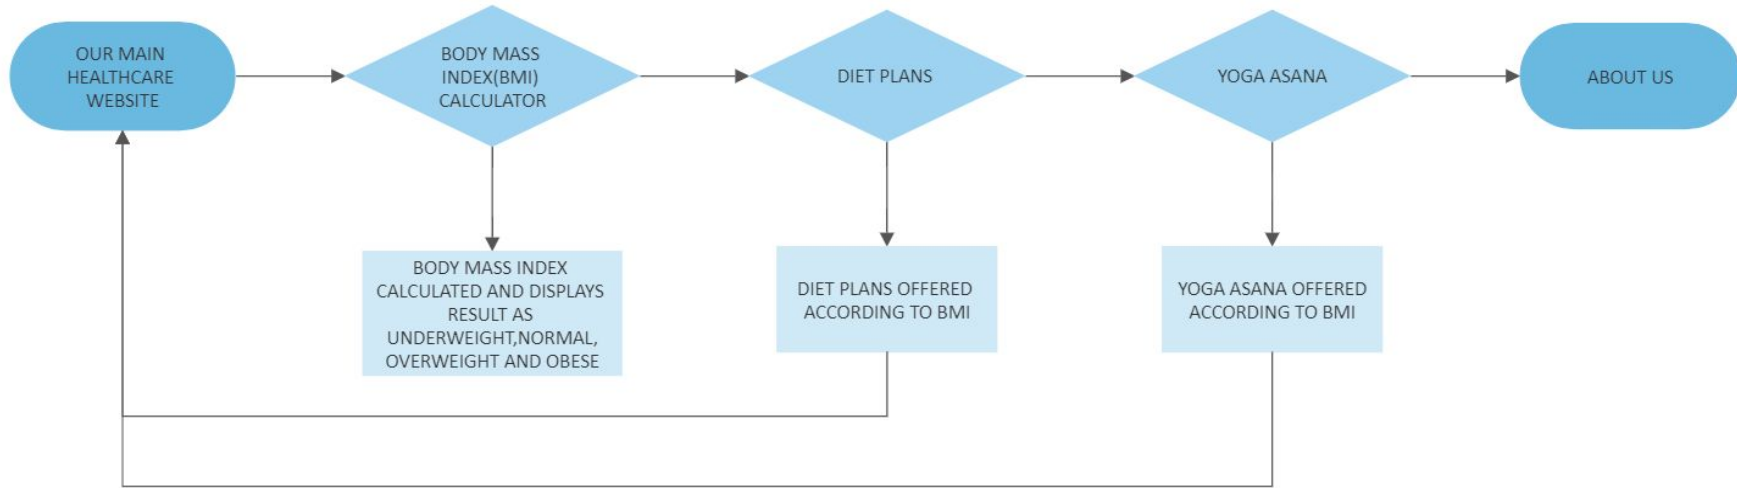 OUR MAIN
HEALTHCARE
WEBSITE
BODY MASS
INDEX(BMI)
CALCULATOR
DIET PLANS
YOGA ASANA
ABOUT US
BODY MASS INDEX
CALCULATED AND DISPLAYS
RESULT AS
UNDERWEIGHT,NORMAL,
OVERWEIGHT AND OBESE
DIET PLANS OFFERED
ACCORDING TO BMI
YOGA ASANA OFFERED
ACCORDING TO BMI